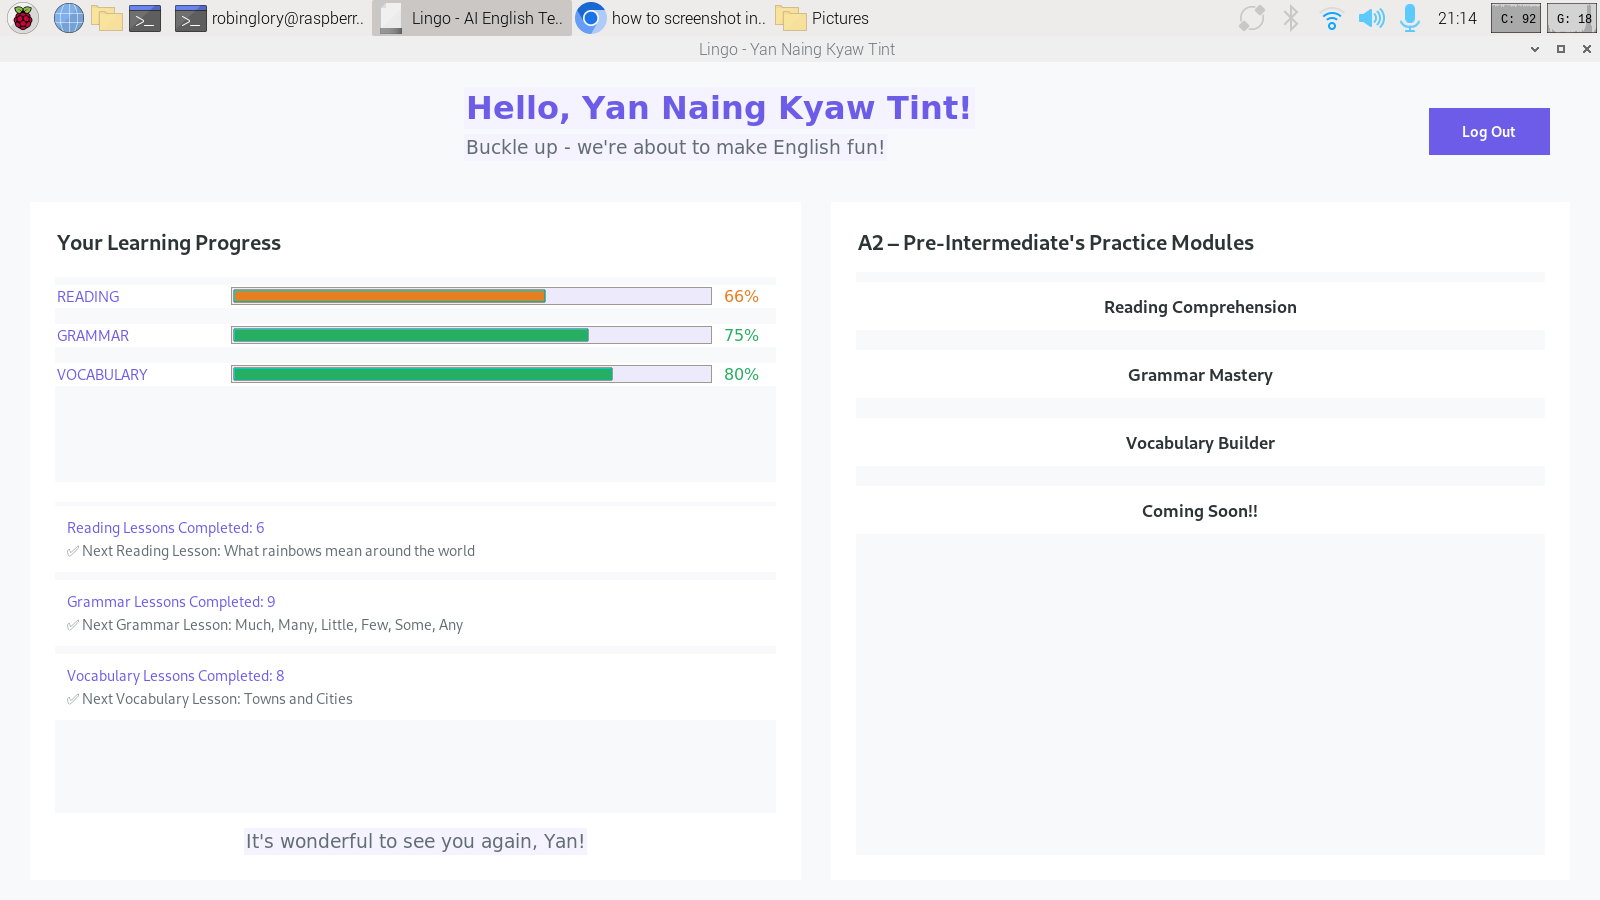 robinglory@raspberr..
Lingo - AI English Te..
how to screenshot in..
Pictures
21:14
C: 92
G: 18
Lingo - Yan Naing Kyaw Tint
Hello, Yan Naing Kyaw Tint!
Buckle up - we're about to make English fun!
Log Out
Your Learning Progress
READING 66%
GRAMMAR 75%
VOCABULARY 80%
Reading Lessons Completed: 6
✅ Next Reading Lesson: What rainbows mean around the world
Grammar Lessons Completed: 9
✅ Next Grammar Lesson: Much, Many, Little, Few, Some, Any
Vocabulary Lessons Completed: 8
✅ Next Vocabulary Lesson: Towns and Cities
It's wonderful to see you again, Yan!
A2 – Pre-Intermediate's Practice Modules
Reading Comprehension
Grammar Mastery
Vocabulary Builder
Coming Soon!!